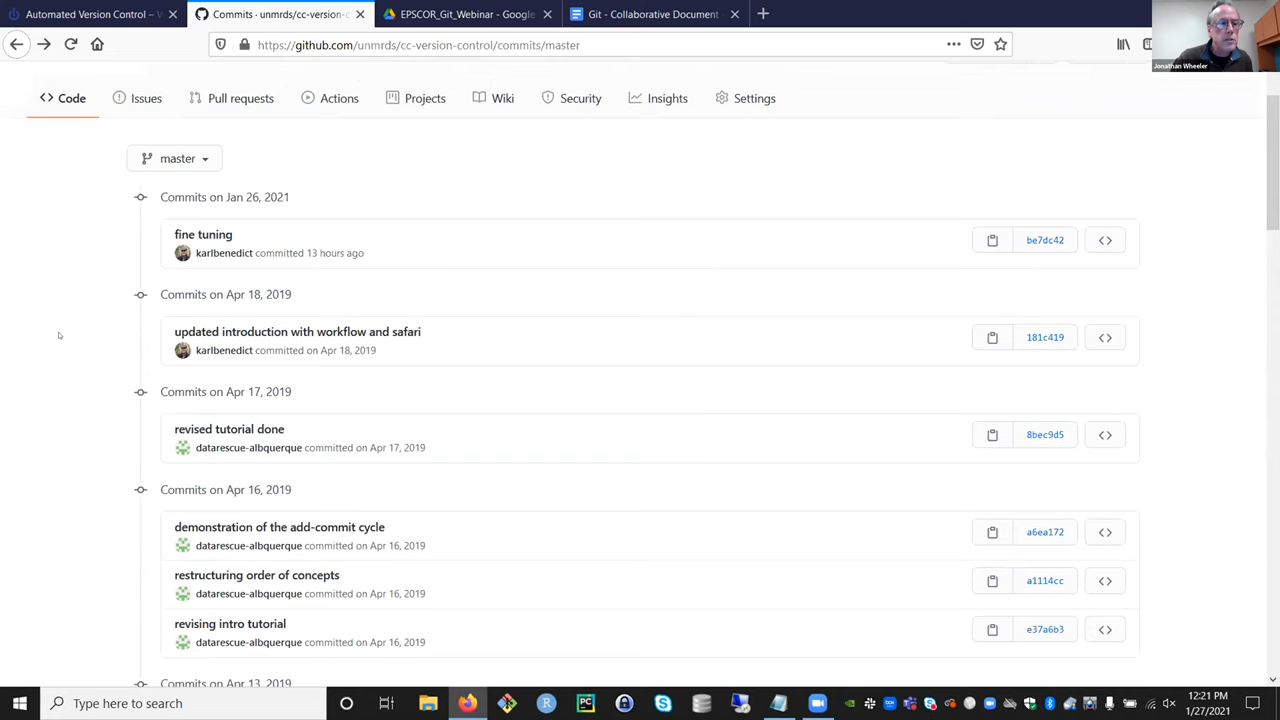 Automated Version Control – V
Commits · unmrds/cc-version-c
EPSCOR_Git_Webinar - Google
Git - Collaborative Document -
https://github.com/unmrds/cc-version-control/commits/master
Jonathan Wheeler
Code
Issues
Pull requests
Actions
Projects
Wiki
Security
Insights
Settings
master
Commits on Jan 26, 2021
fine tuning
be7dc42
karlbenedict committed 13 hours ago
Commits on Apr 18, 2019
updated introduction with workflow and safari
181c419
karlbenedict committed on Apr 18, 2019
Commits on Apr 17, 2019
revised tutorial done
8bec9d5
datarescue-albquerque committed on Apr 17, 2019
Commits on Apr 16, 2019
demonstration of the add-commit cycle
a6ea172
datarescue-albquerque committed on Apr 16, 2019
restructuring order of concepts
a1114cc
datarescue-albquerque committed on Apr 16, 2019
revising intro tutorial
e37a6b3
datarescue-albquerque committed on Apr 16, 2019
Commits on Apr 13, 2019
Type here to search
12:21 PM
1/27/2021